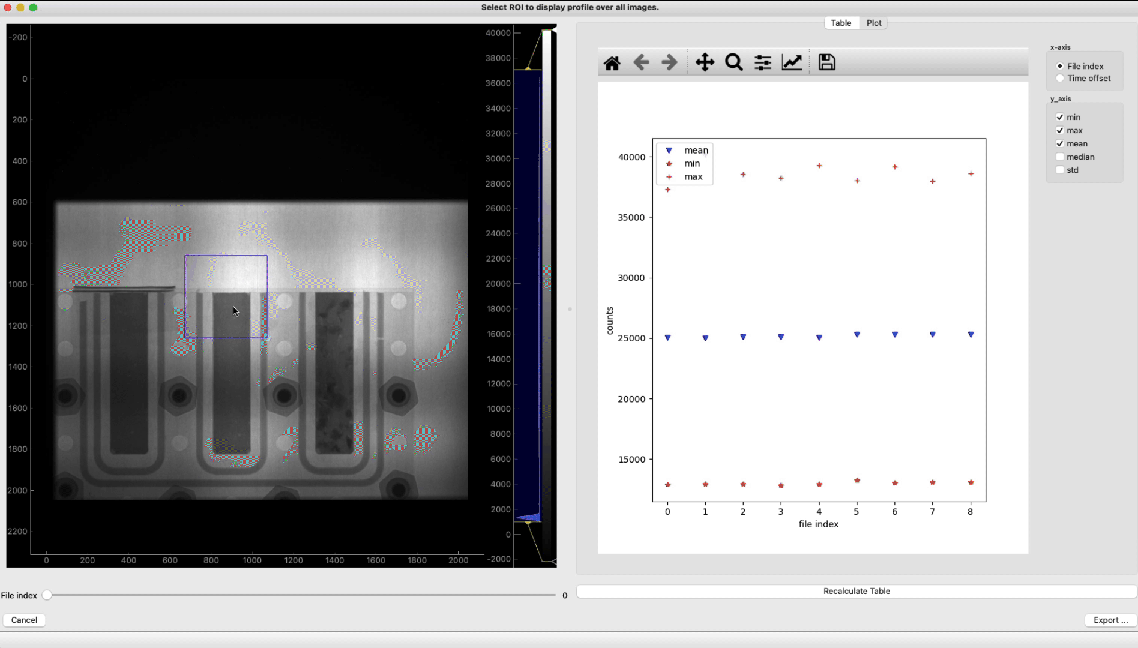 Select ROI to display profile over all images.
Table Plot
x-axis
File index
Time offset
y_axis
min
max
mean
median
std
-200
0
200
400
600
800
1000
1200
1400
1600
1800
2000
2200
0 200 400 600 800 1000 1200 1400 1600 1800 2000
40000
38000
36000
34000
32000
30000
28000
26000
24000
22000
20000
18000
16000
14000
12000
10000
8000
6000
4000
2000
0
-2000
mean
min
max
40000
35000
30000
25000
20000
15000
counts
0 1 2 3 4 5 6 7 8
file index
File index 0
Recalculate Table
Cancel
Export ...